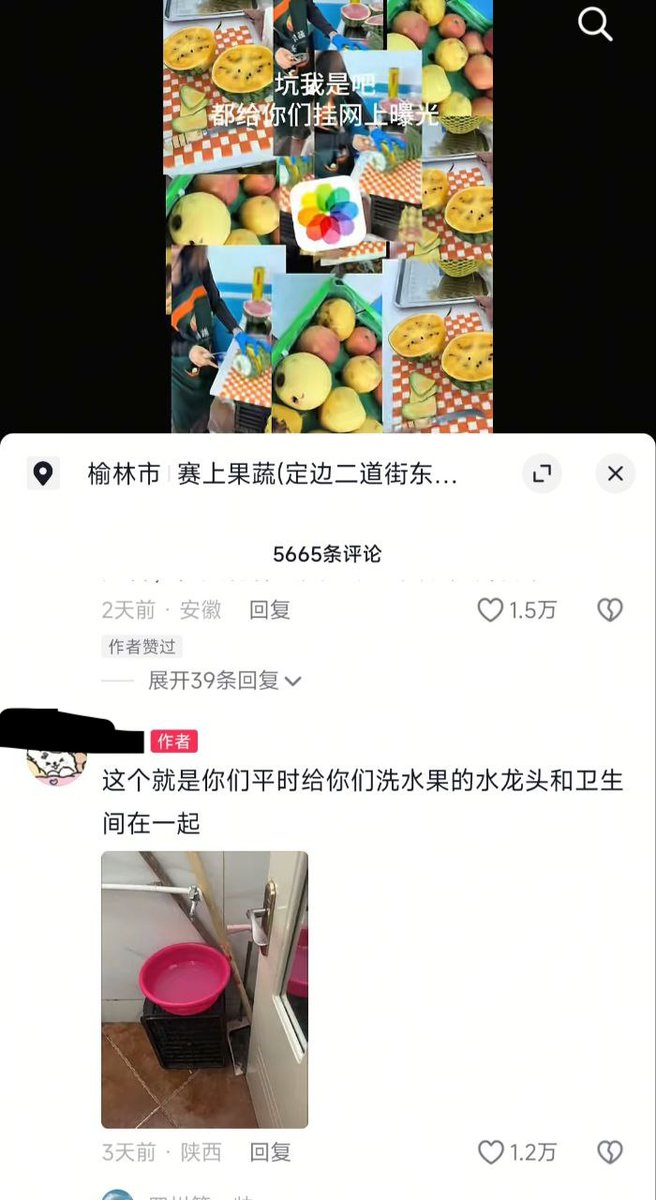 坑我是吧
都给你们挂网上曝光
榆林市 赛上果蔬(定边二道街东...
5665条评论
2天前 · 安徽 回复 1.5万
作者赞过
展开39条回复
作者
这个就是你们平时给你们洗水果的水龙头和卫生
间在一起
3天前 · 陕西 回复 1.2万